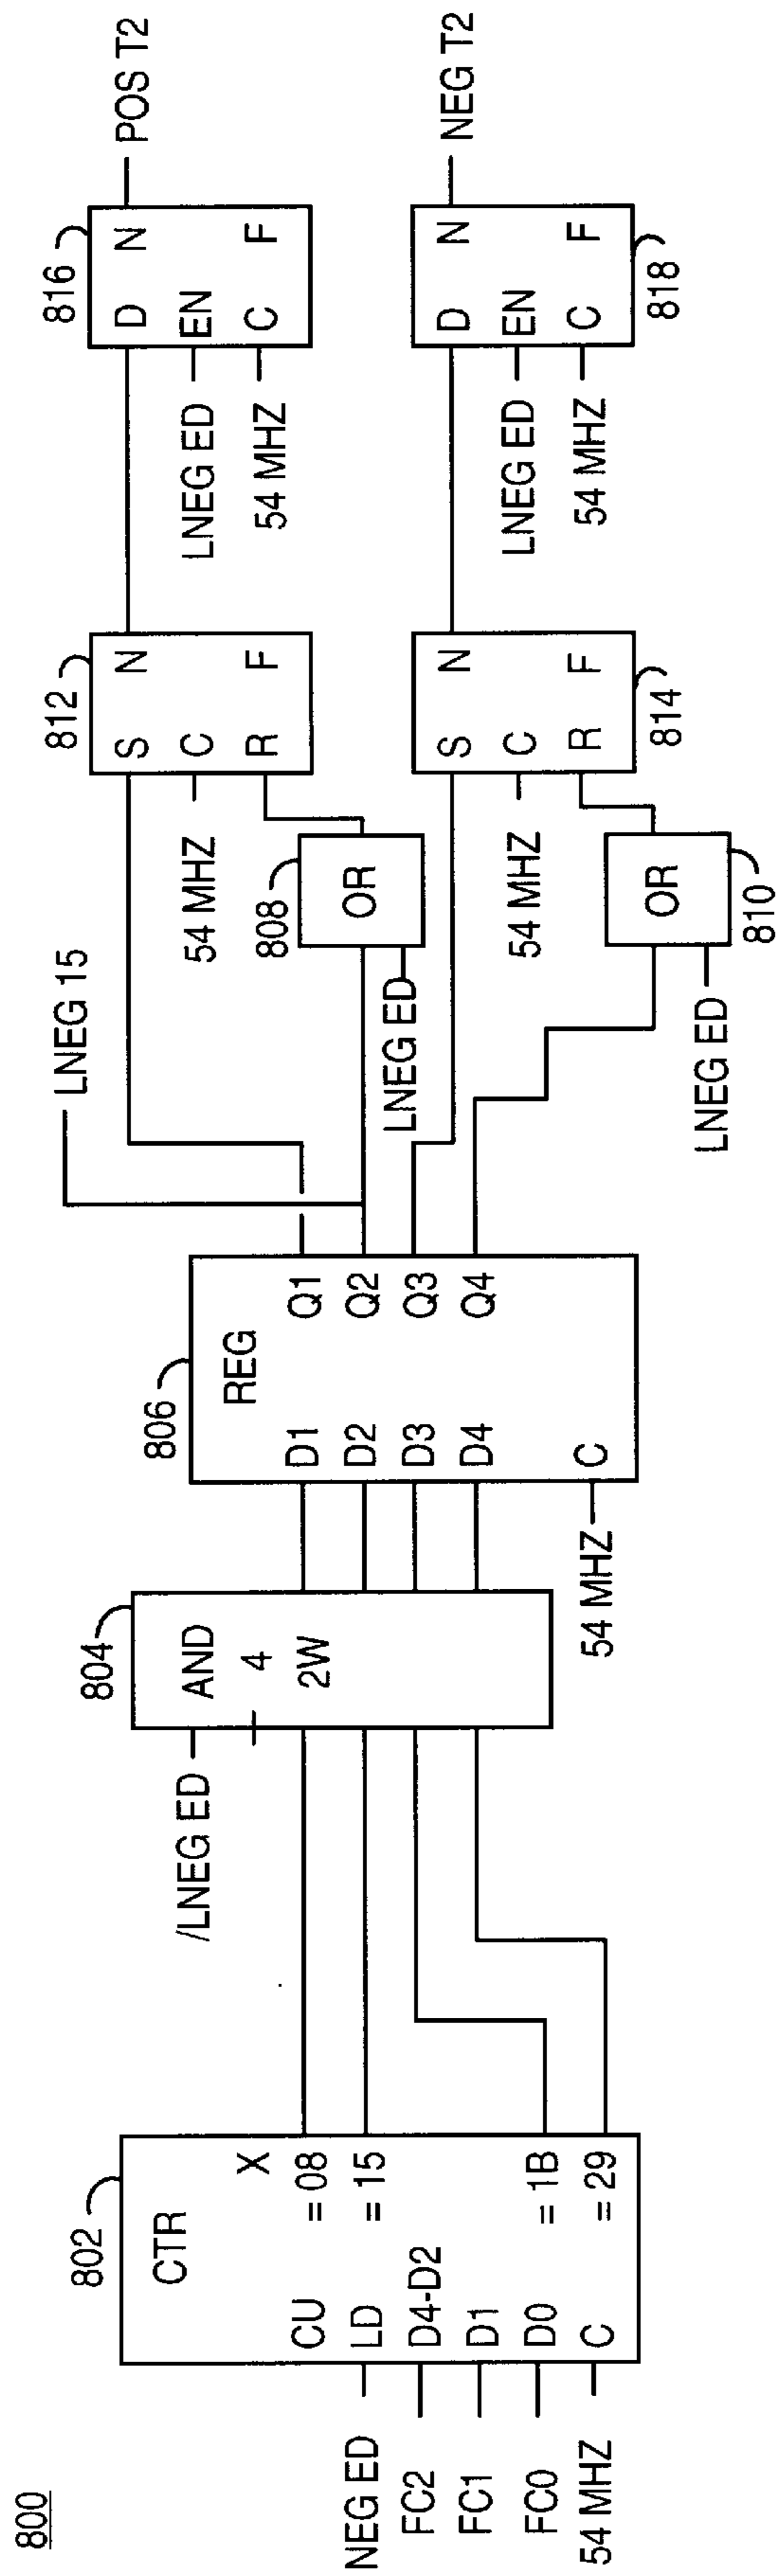 800
802
CTR
X
CU
= 08
NEG ED
LD
= 15
FC2
D4-D2
FC1
D1
FC0
D0
= 1B
54 MHZ
C
= 29
804
/LNEG ED
AND
4
2W
806
REG
D1
Q1
D2
Q2
D3
Q3
D4
Q4
54 MHZ
C
LNEG 15
808
OR
LNEG ED
810
OR
LNEG ED
812
S
N
54 MHZ
C
R
F
814
S
N
54 MHZ
C
R
F
816
D
N
POS T2
LNEG ED
EN
54 MHZ
C
F
818
D
N
NEG T2
LNEG ED
EN
54 MHZ
C
F